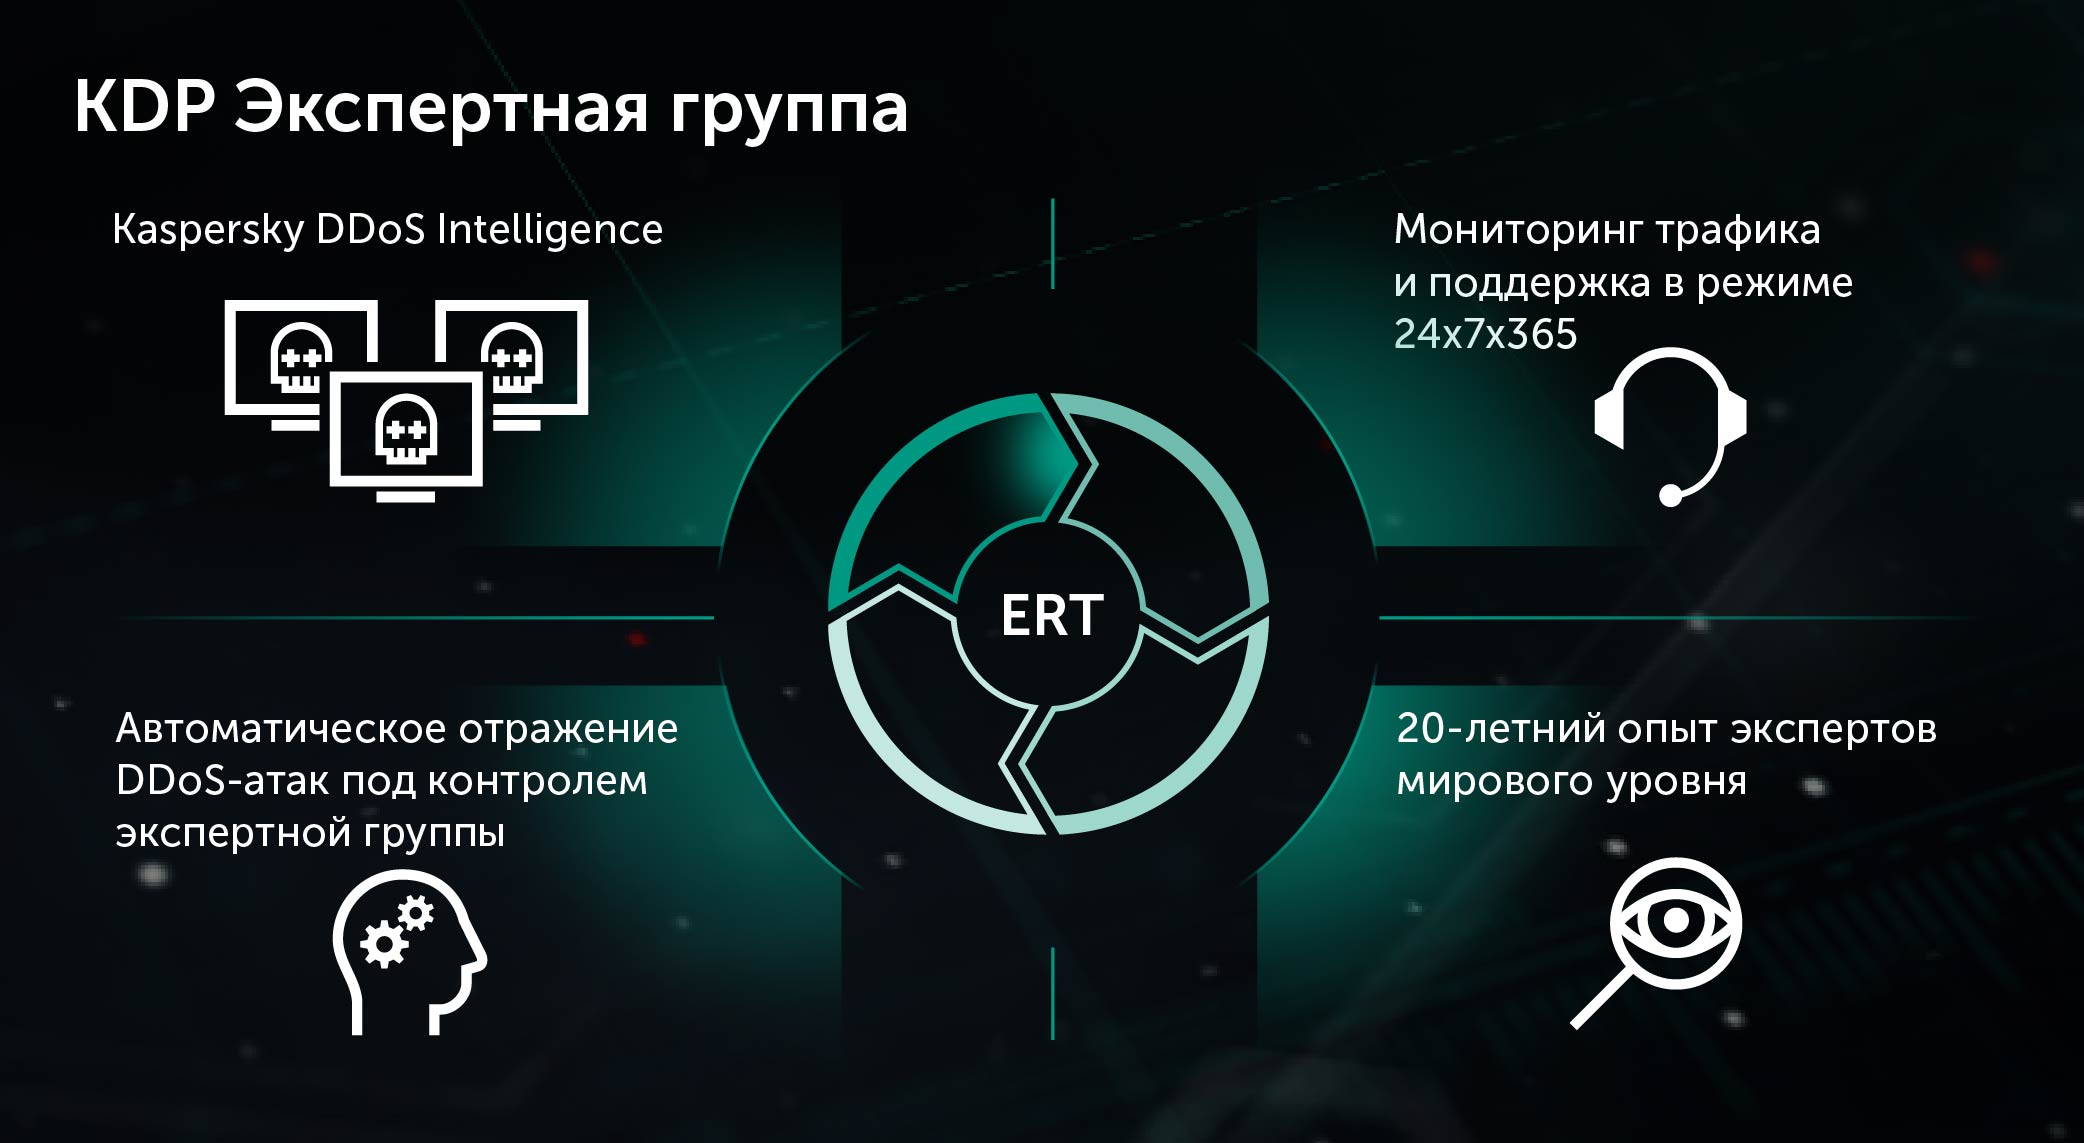 KDP Экспертная группа
Kaspersky DDoS Intelligence
Мониторинг трафика
и поддержка в режиме
24x7x365
ERT
Автоматическое отражение
DDoS-атак под контролем
экспертной группы
20-летний опыт экспертов
мирового уровня